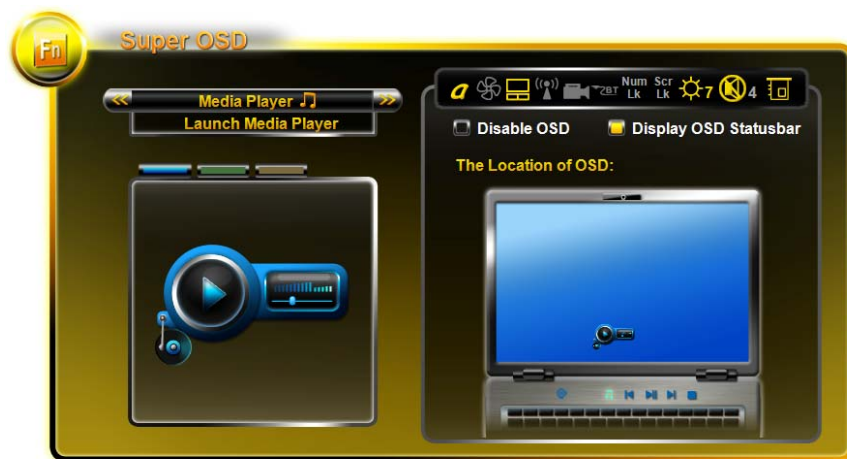 Fn
Super OSD
Media Player
Launch Media Player
a
BT
Num Lk
Scr Lk
7
4
Disable OSD
Display OSD Statusbar
The Location of OSD: